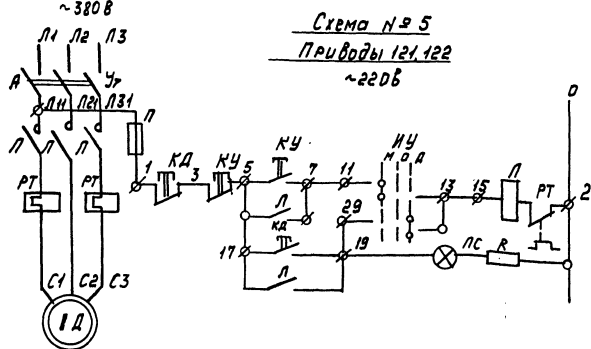 ~380В
Схема № 5
Приводы 121, 122
~220В
Л1 Л2 Л3
А
Ут
0
Л11 Л21 Л31
П
Л Л Л
1 КД 3 КУ 5 КУ 7 11 ИУ
М О Д
13 15 Л РТ 2
РТ РТ
Л 29
17 КД 19 ЛС R
Л
С1 С2 С3
Д